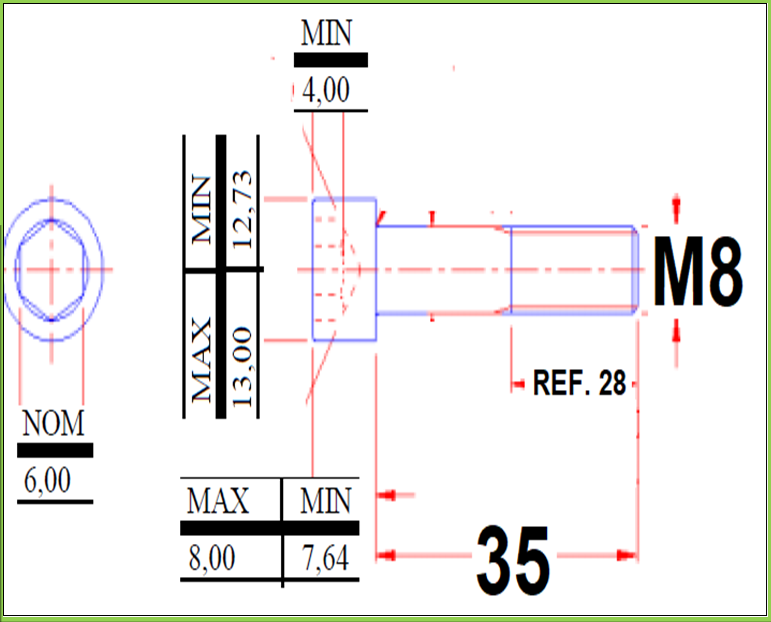 MIN
4,00
MIN 12,73
MAX 13,00
M8
REF. 28
NOM
6,00
MAX MIN
8,00 7,64
35